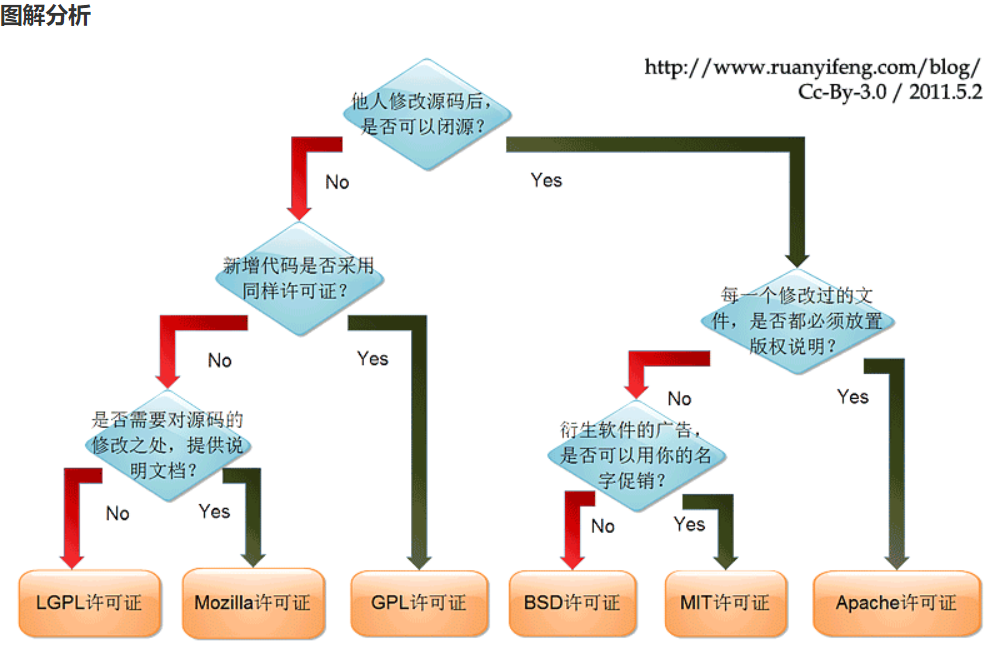 图解分析
http://www.ruanyifeng.com/blog/
Cc-By-3.0 / 2011.5.2
他人修改源码后，
是否可以闭源？
No
Yes
新增代码是否采用
同样许可证？
每一个修改过的文
件，是否都必须放置
版权说明？
No
Yes
No
Yes
是否需要对源码的
修改之处，提供说
明文档？
衍生软件的广告，
是否可以用你的名
字促销？
No
Yes
No
Yes
LGPL许可证
Mozilla许可证
GPL许可证
BSD许可证
MIT许可证
Apache许可证